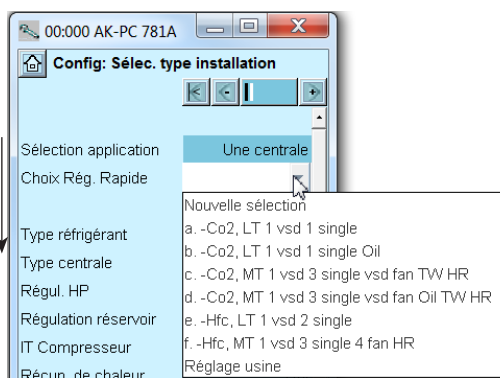 00:000 AK-PC 781A
Config: Sélec. type installation
Sélection application Une centrale
Choix Rég. Rapide
Nouvelle sélection
a. -Co2, LT 1 vsd 1 single
b. -Co2, LT 1 vsd 1 single Oil
c. -Co2, MT 1 vsd 3 single vsd fan TW HR
d. -Co2, MT 1 vsd 3 single vsd fan Oil TW HR
e. -Hfc, LT 1 vsd 2 single
f. -Hfc, MT 1 vsd 3 single 4 fan HR
Réglage usine
Type réfrigérant
Type centrale
Régul. HP
Régulation réservoir
IT Compresseur
Récup. de chaleur